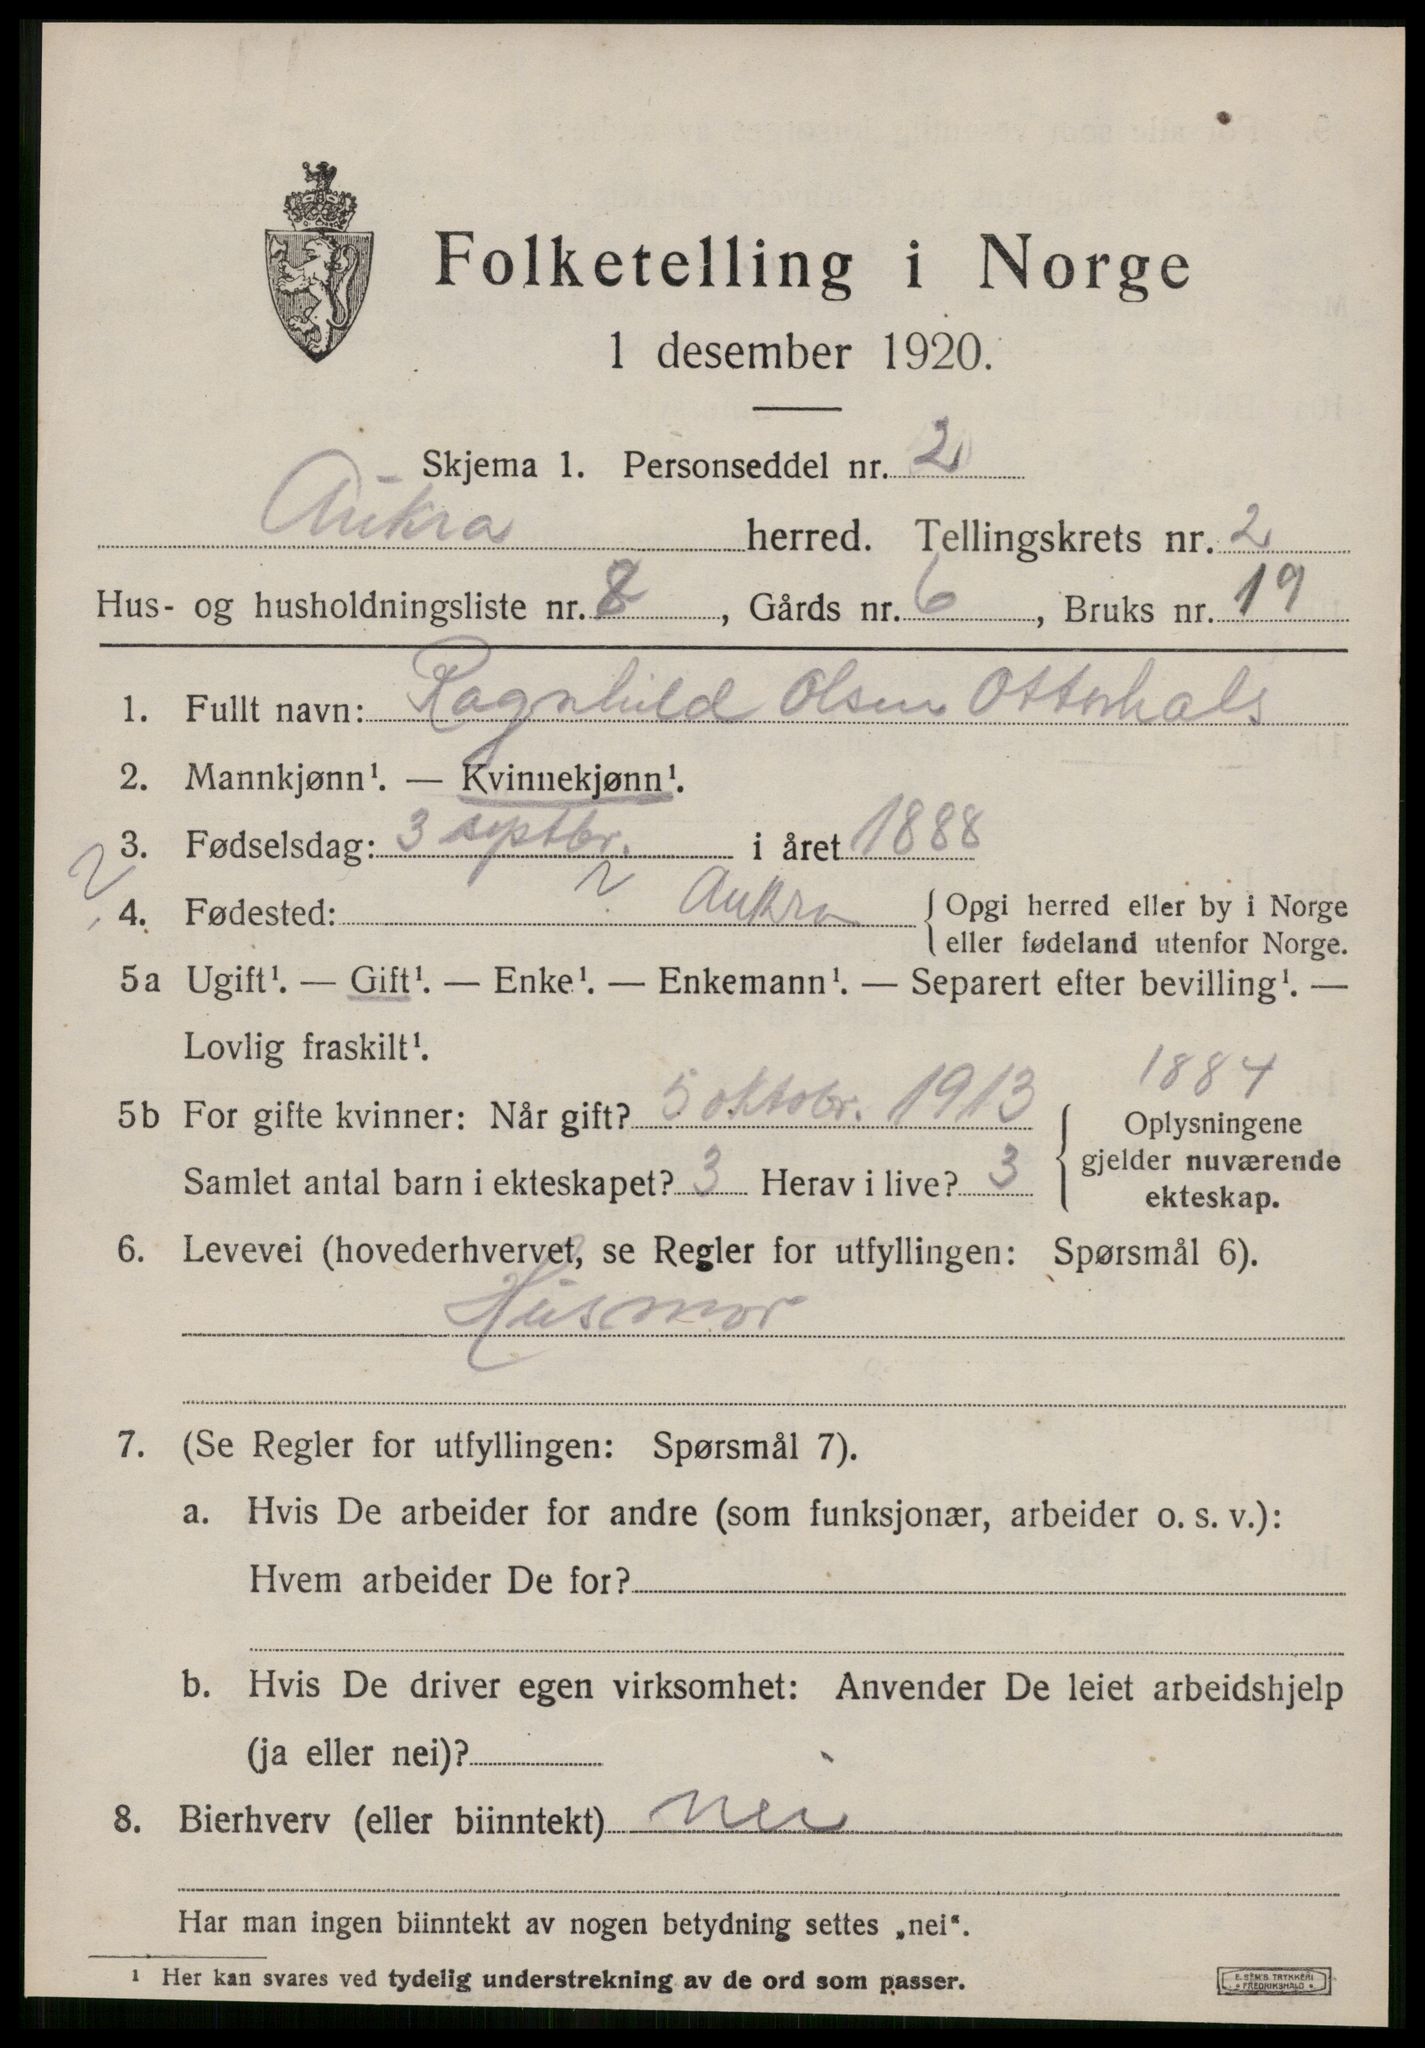 Folketelling i Norge
1 desember 1920.
Skjema 1. Personseddel nr. 2
Aukra herred. Tellingskrets nr. 2
Hus- og husholdningsliste nr. 8, Gårds nr. 6, Bruks nr. 19
1. Fullt navn: Ragnhild Olsen Otterhals
2. Mannkjønn¹. — Kvinnekjønn¹.
3. Fødselsdag: 3 septbr. i året 1888
4. Fødested: Aukra { Opgi herred eller by i Norge
eller fødeland utenfor Norge.
5a Ugift¹. — Gift¹. — Enke¹. — Enkemann¹. — Separert efter bevilling¹. —
Lovlig fraskilt¹.
1884
5b For gifte kvinner: Når gift? 5 oktobr. 1913 { Oplysningene
gjelder nuværende
Samlet antal barn i ekteskapet? 3 Herav i live? 3 ekteskap.
6. Levevei (hovederhvervet, se Regler for utfyllingen: Spørsmål 6).
Husmor
7. (Se Regler for utfyllingen: Spørsmål 7).
a. Hvis De arbeider for andre (som funksjonær, arbeider o. s. v.):
Hvem arbeider De for?
b. Hvis De driver egen virksomhet: Anvender De leiet arbeidshjelp
(ja eller nei)?
8. Bierhverv (eller biinntekt) nei
Har man ingen biinntekt av nogen betydning settes „nei“.
¹ Her kan svares ved tydelig understrekning av de ord som passer.
E. SEM'S TRYKKERI
FREDRIKSHALD